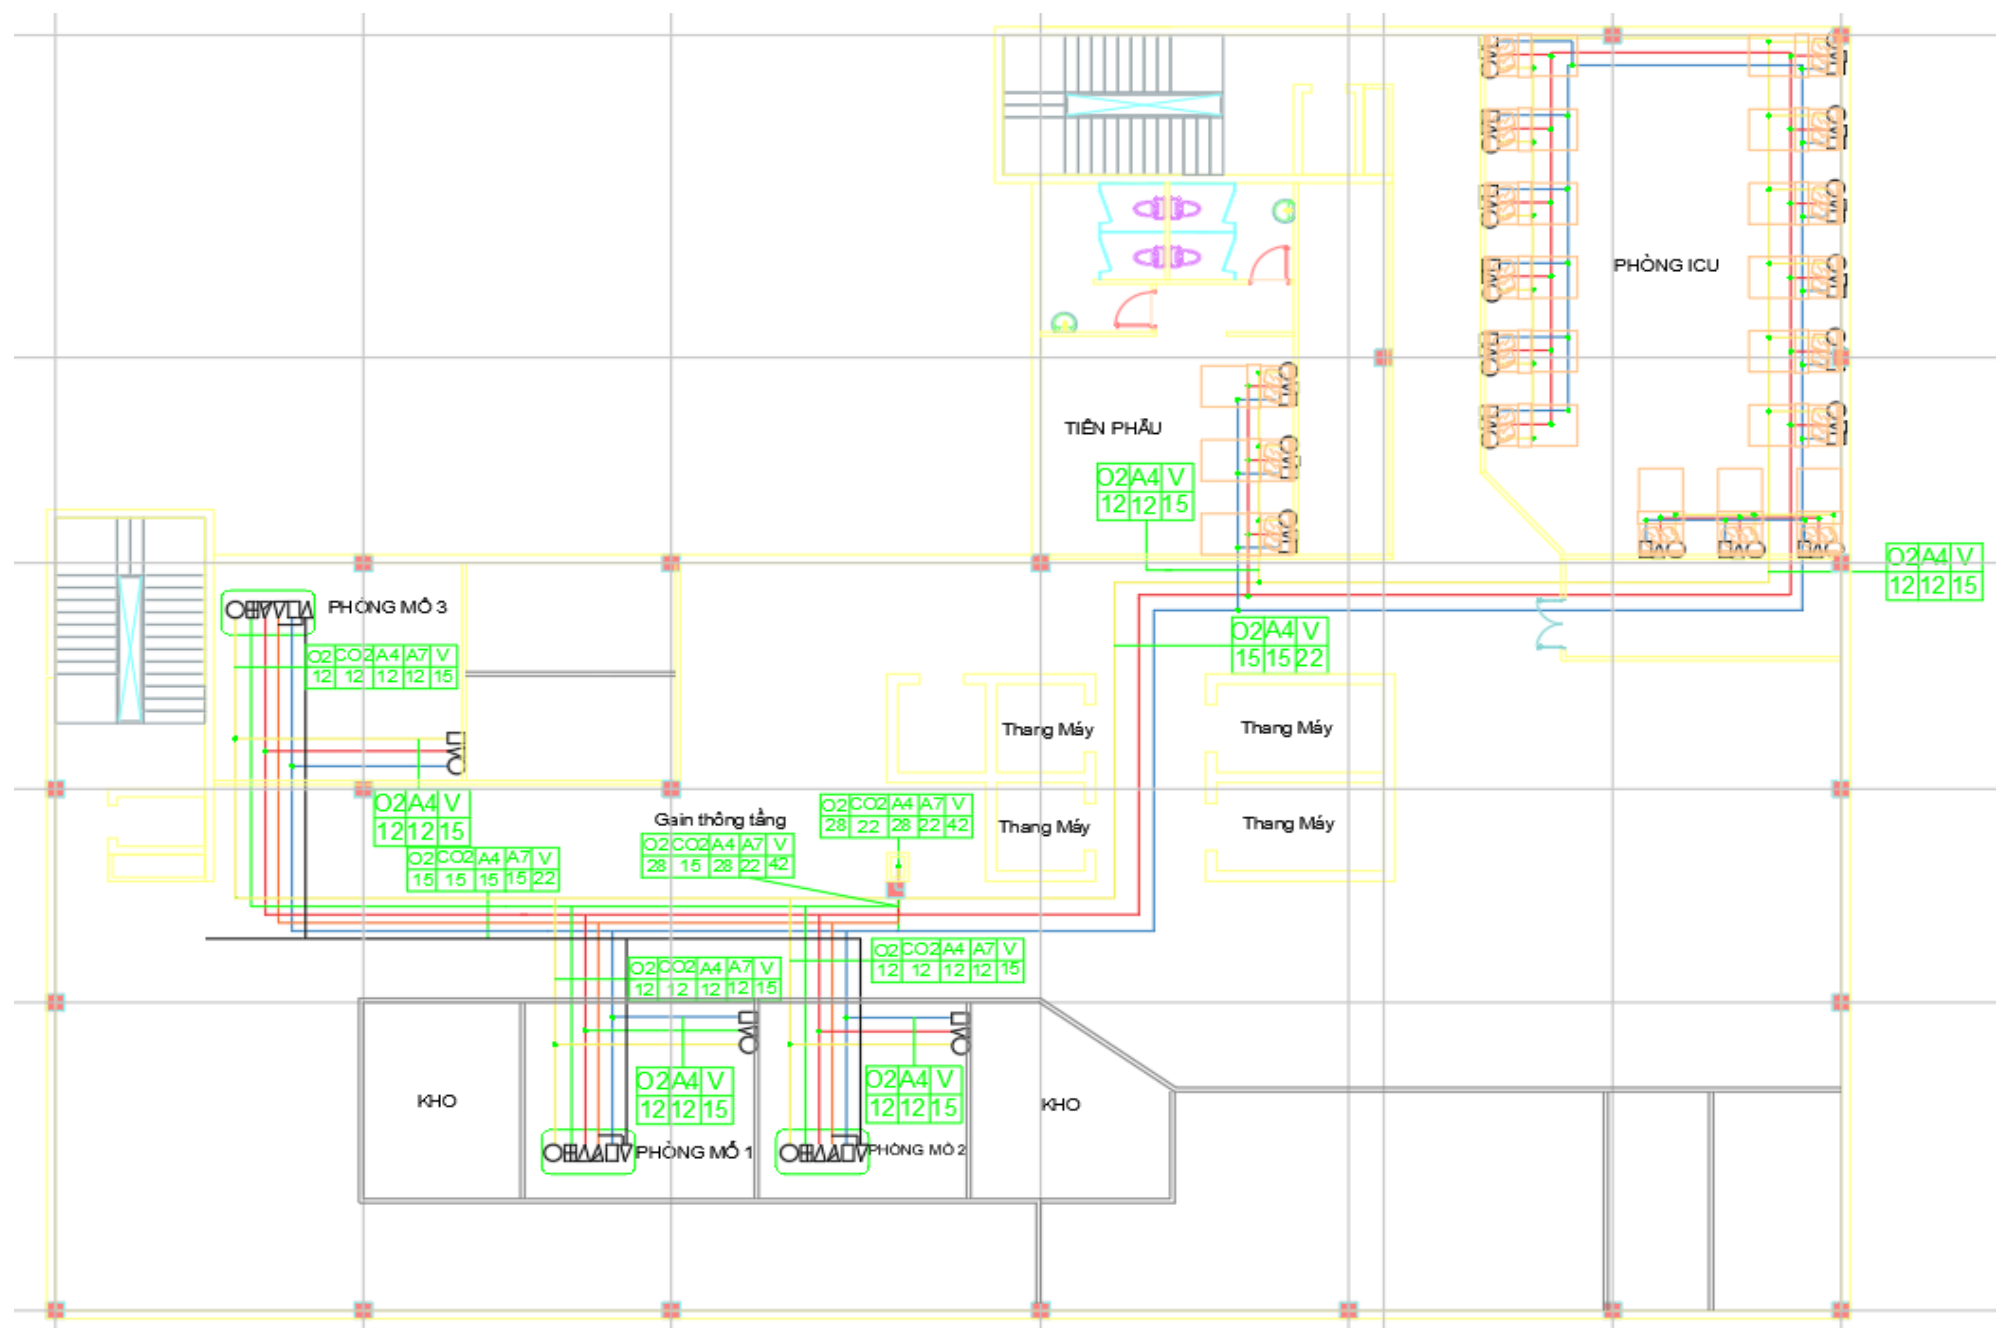 PHÒNG ICU
TIỀN PHẪU
O2 A4 V
12 12 15
O2 A4 V
12 12 15
PHÒNG MỔ 3
O2 CO2 A4 A7 V
12 12 12 12 15
O2 A4 V
15 15 22
Thang Máy
Thang Máy
O2 A4 V
12 12 15
Gain thông tầng
O2 CO2 A4 A7 V
28 22 28 22 42
Thang Máy
Thang Máy
O2 CO2 A4 A7 V
15 15 15 15 22
O2 CO2 A4 A7 V
28 15 28 22 42
O2 CO2 A4 A7 V
12 12 12 12 15
O2 CO2 A4 A7 V
12 12 12 12 15
O2 A4 V
12 12 15
O2 A4 V
12 12 15
KHO
KHO
PHÒNG MỔ 1
PHÒNG MỔ 2